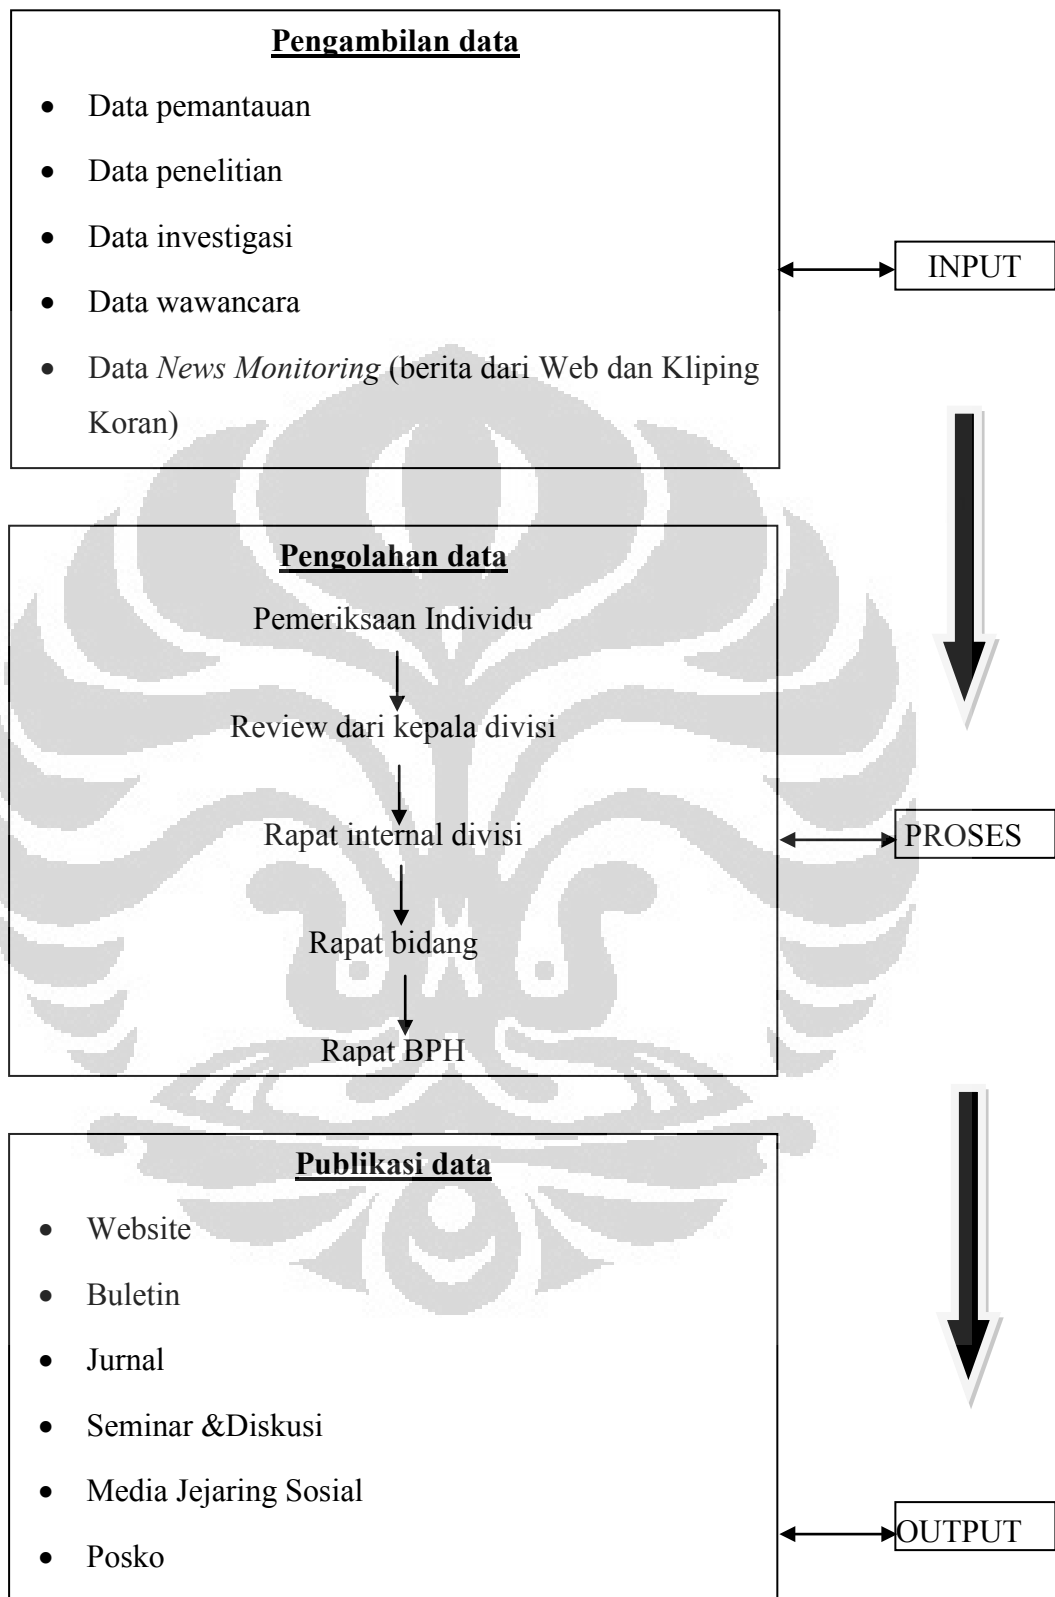 Pengambilan data
• Data pemantauan
• Data penelitian
• Data investigasi
• Data wawancara
• Data News Monitoring (berita dari Web dan Kliping
Koran)
INPUT
Pengolahan data
Pemeriksaan Individu
Review dari kepala divisi
Rapat internal divisi
Rapat bidang
Rapat BPH
PROSES
Publikasi data
• Website
• Buletin
• Jurnal
• Seminar &Diskusi
• Media Jejaring Sosial
• Posko
OUTPUT